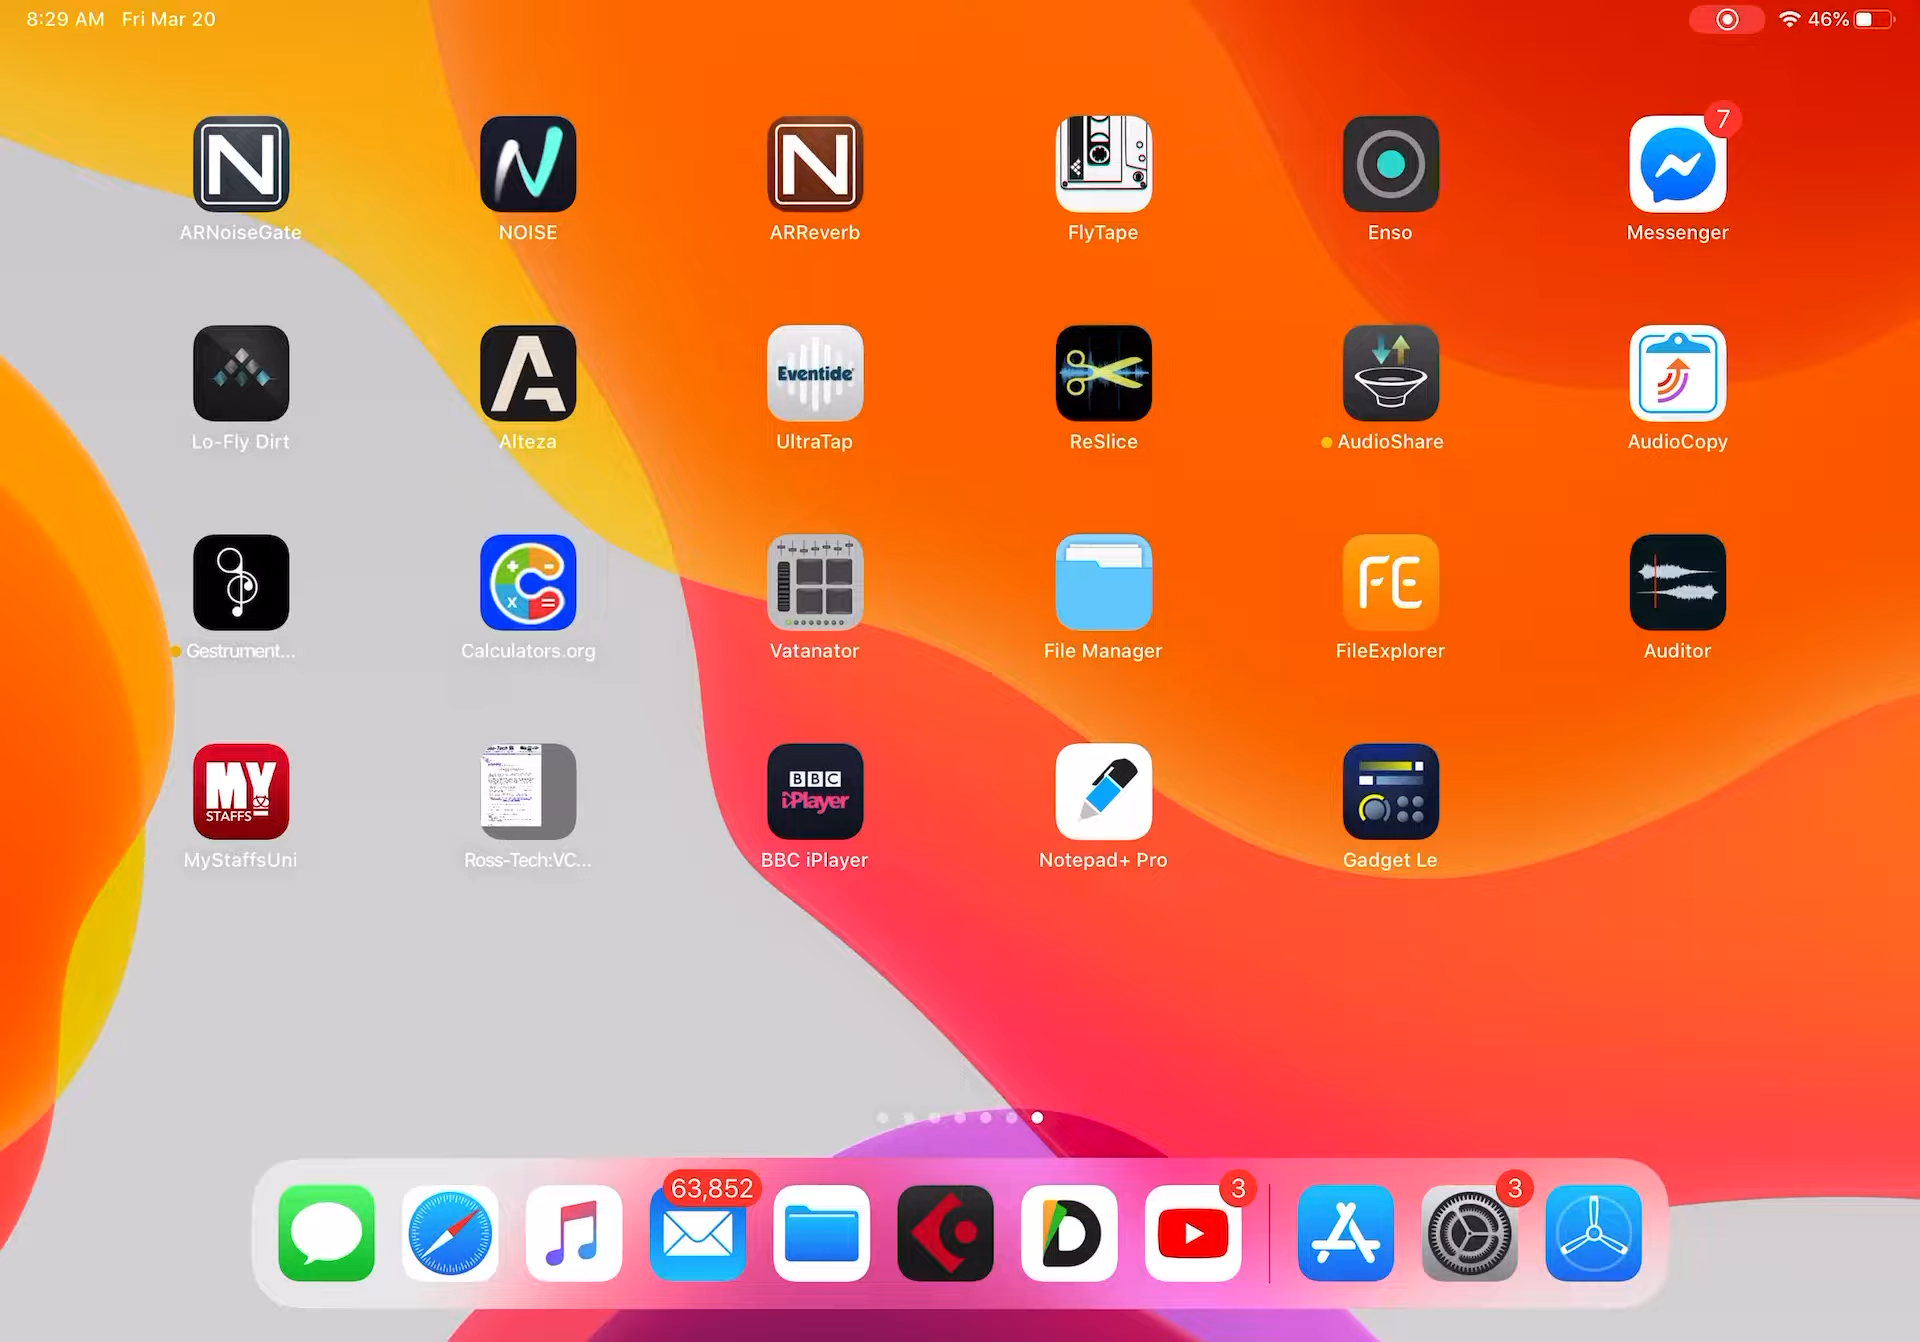 8:29 AM Fri Mar 20
46%
7
ARNoiseGate
NOISE
ARReverb
FlyTape
Enso
Messenger
Eventide
Lo-Fly Dirt
Alteza
UltraTap
ReSlice
AudioShare
AudioCopy
FE
Gestrument...
Calculators.org
Vatanator
File Manager
FileExplorer
Auditor
MY
STAFFS
BBC
iPlayer
MyStaffsUni
Ross-Tech:VC...
BBC iPlayer
Notepad+ Pro
Gadget Le
63,852
3
3